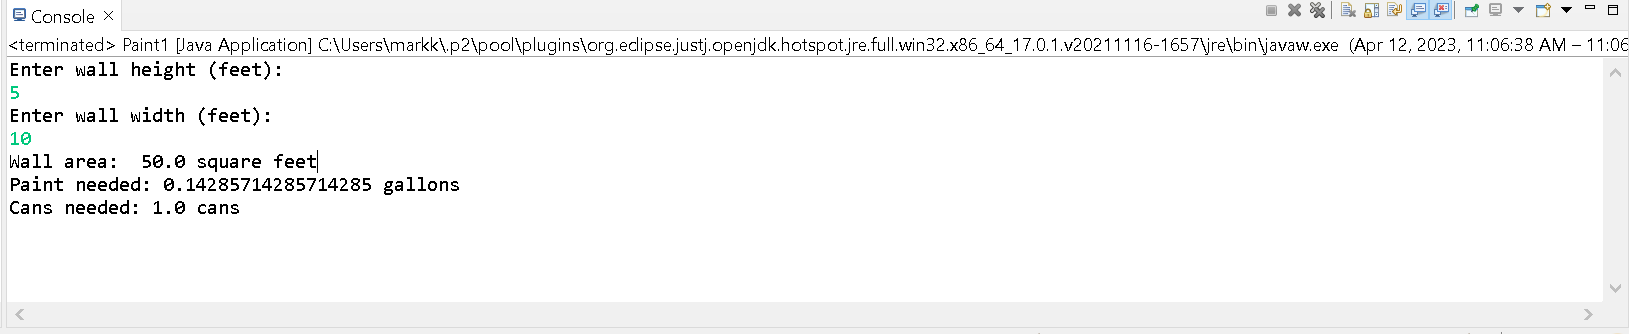 Console
<terminated> Paint1 [Java Application] C:\Users\markk\.p2\pool\plugins\org.eclipse.justj.openjdk.hotspot.jre.full.win32.x86_64_17.0.1.v20211116-1657\jre\bin\javaw.exe (Apr 12, 2023, 11:06:38 AM – 11:06
Enter wall height (feet):
5
Enter wall width (feet):
10
Wall area:  50.0 square feet
Paint needed: 0.14285714285714285 gallons
Cans needed: 1.0 cans